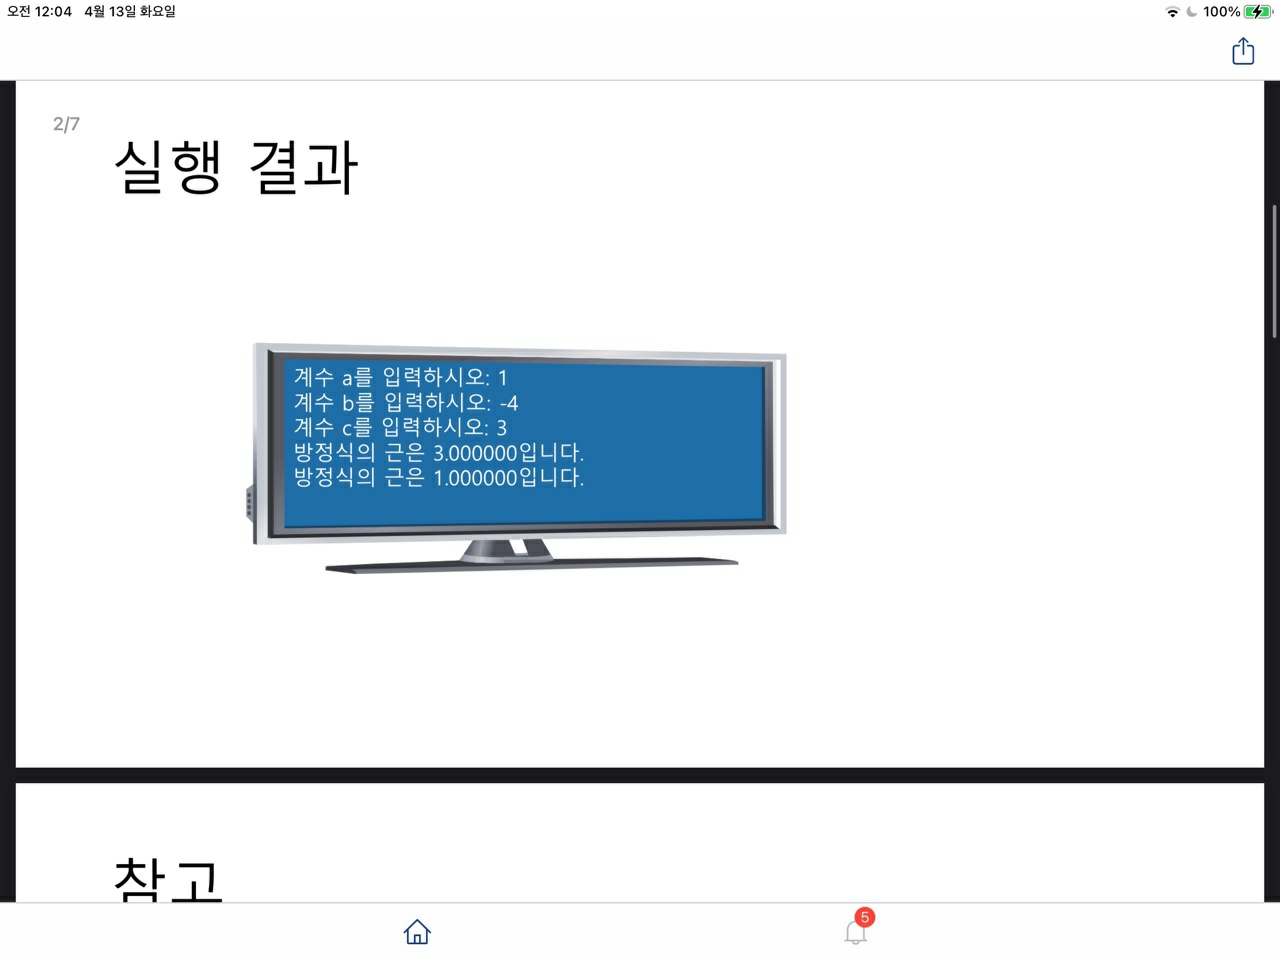 오전 12:04 4월 13일 화요일
100%
2/7
실행 결과
계수 a를 입력하시오: 1
계수 b를 입력하시오: -4
계수 c를 입력하시오: 3
방정식의 근은 3.000000입니다.
방정식의 근은 1.000000입니다.
참고
5